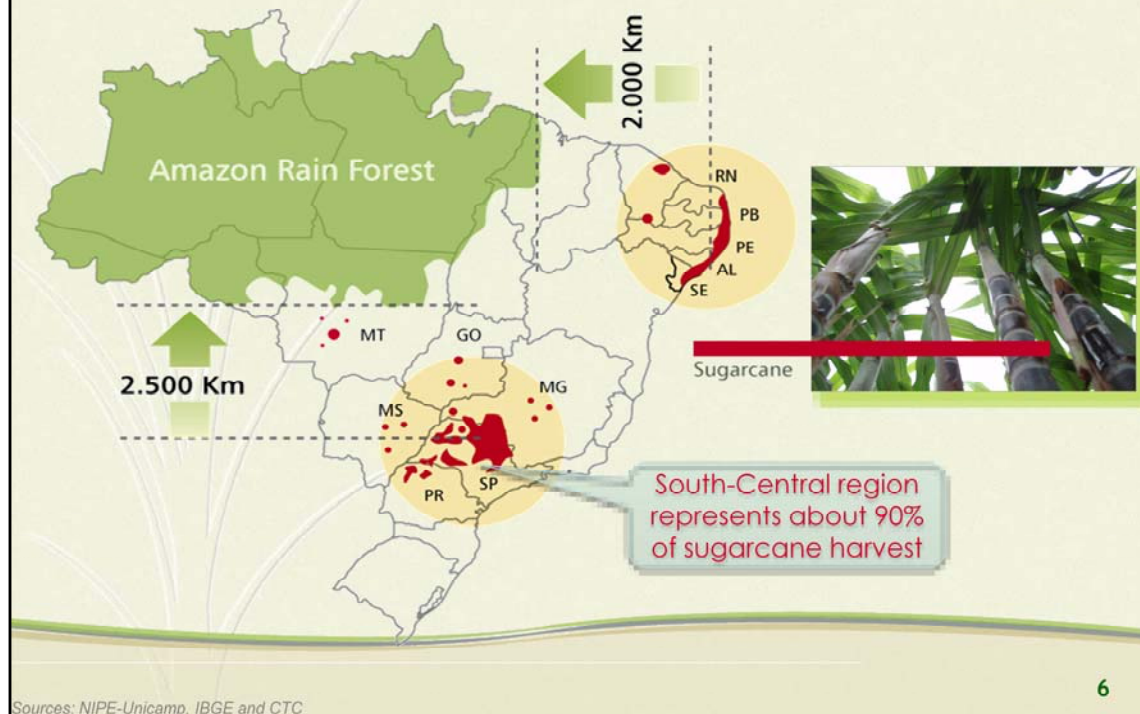 2.000 Km
Amazon Rain Forest
RN
PB
PE
AL
SE
Sugarcane
MT
GO
2.500 Km
MG
MS
SP
PR
South-Central region
represents about 90%
of sugarcane harvest
6
Sources: NIPE-Unicamp, IBGE and CTC